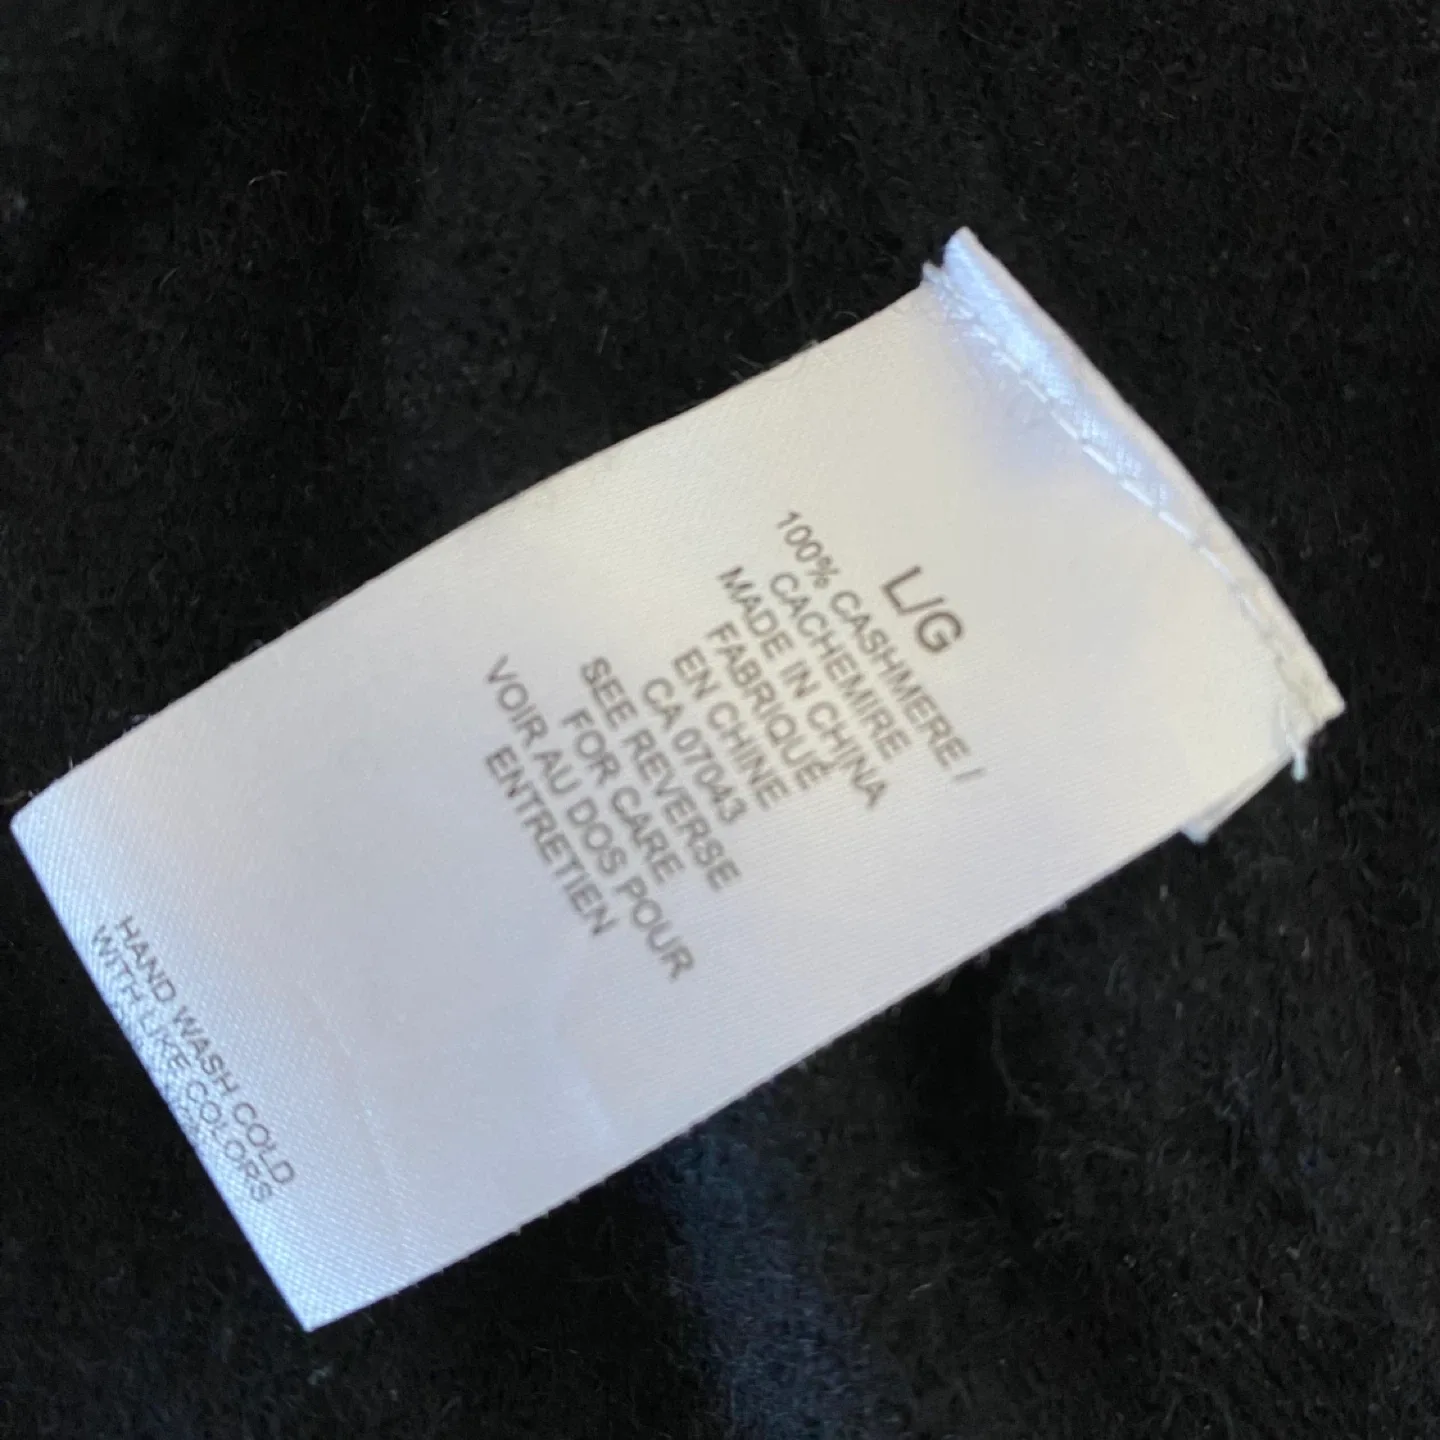 L/G
100% CASHMERE /
CACHEMIRE
MADE IN CHINA
FABRIQUÉ
EN CHINE
CA 07043
SEE REVERSE
FOR CARE
VOIR AU DOS POUR
ENTRETIEN
HAND WASH COLD
WITH LIKE COLORS